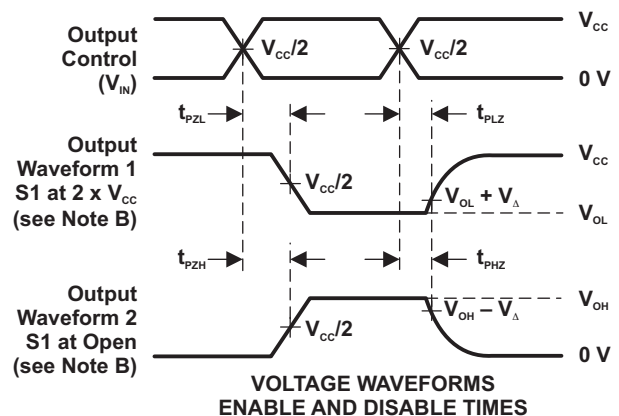 Output
Control
(VIN)
VCC/2
VCC/2
VCC
0 V
tPZL
tPLZ
Output
Waveform 1
S1 at 2 x VCC
(see Note B)
VCC/2
VCC
VOL + VΔ
VOL
tPZH
tPHZ
Output
Waveform 2
S1 at Open
(see Note B)
VCC/2
VOH
VOH – VΔ
0 V
VOLTAGE WAVEFORMS
ENABLE AND DISABLE TIMES